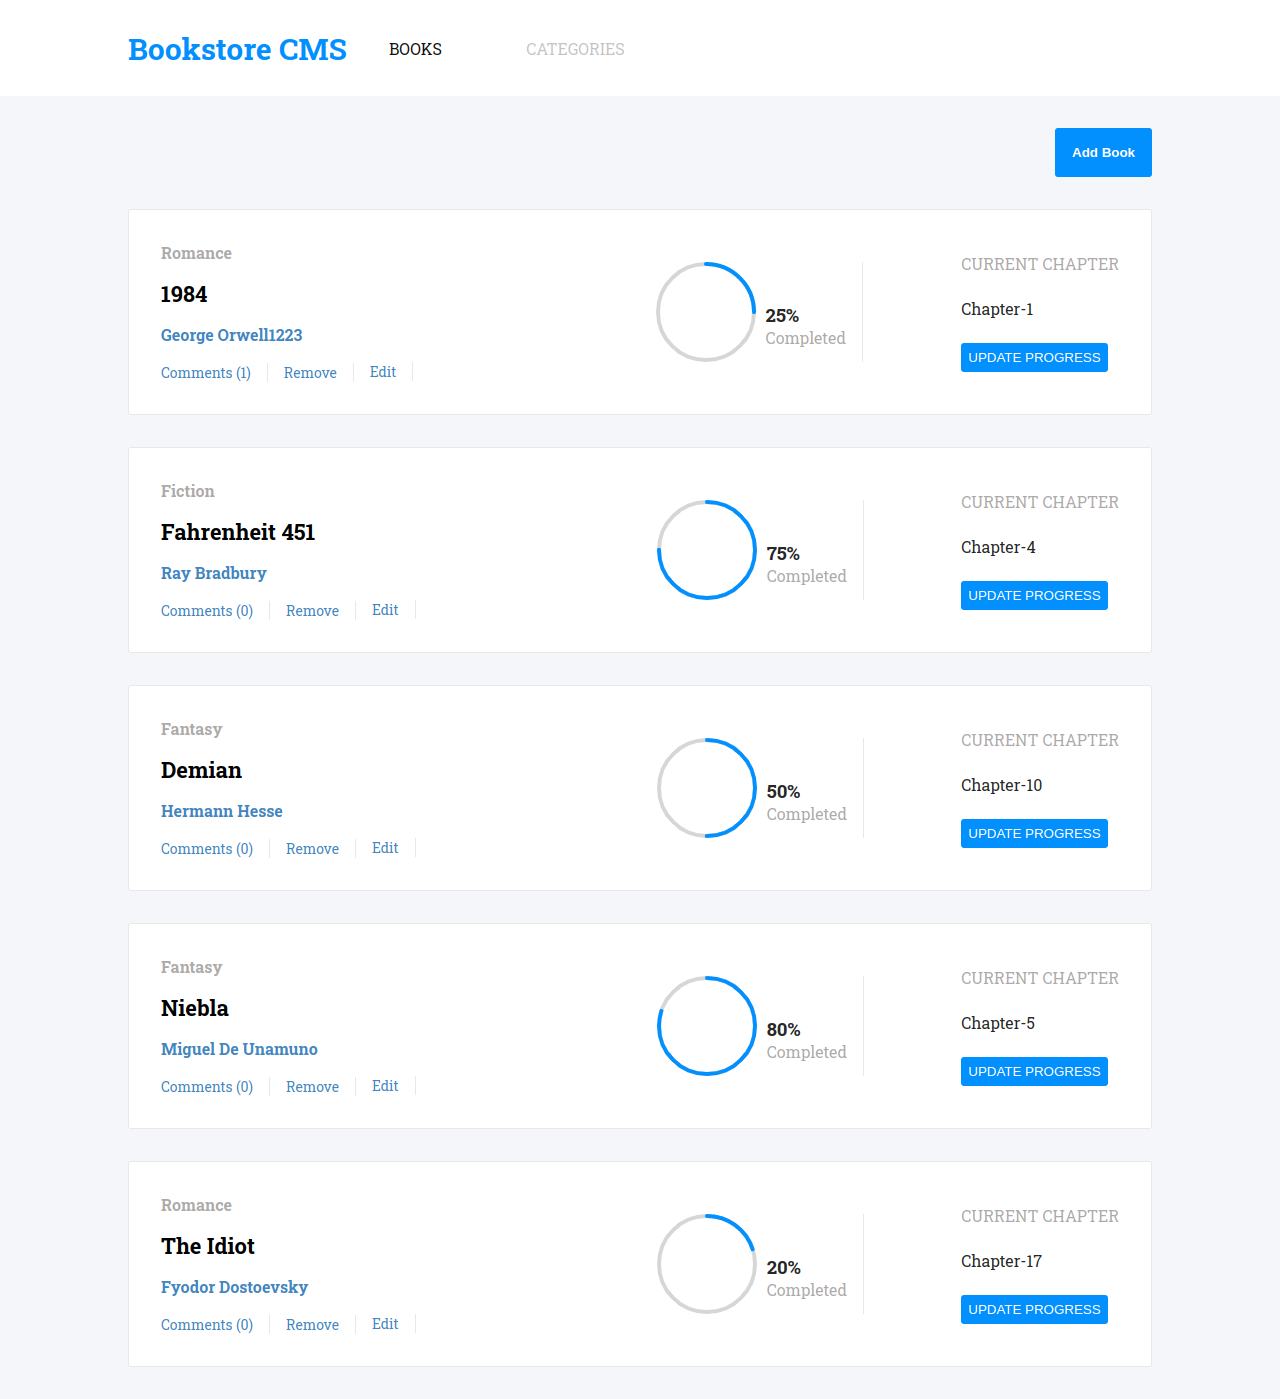 Bookstore CMS
BOOKS
CATEGORIES
Add Book
Romance
1984
George Orwell1223
Comments (1)
Remove
Edit
25%
Completed
CURRENT CHAPTER
Chapter-1
UPDATE PROGRESS
Fiction
Fahrenheit 451
Ray Bradbury
Comments (0)
Remove
Edit
75%
Completed
CURRENT CHAPTER
Chapter-4
UPDATE PROGRESS
Fantasy
Demian
Hermann Hesse
Comments (0)
Remove
Edit
50%
Completed
CURRENT CHAPTER
Chapter-10
UPDATE PROGRESS
Fantasy
Niebla
Miguel De Unamuno
Comments (0)
Remove
Edit
80%
Completed
CURRENT CHAPTER
Chapter-5
UPDATE PROGRESS
Romance
The Idiot
Fyodor Dostoevsky
Comments (0)
Remove
Edit
20%
Completed
CURRENT CHAPTER
Chapter-17
UPDATE PROGRESS